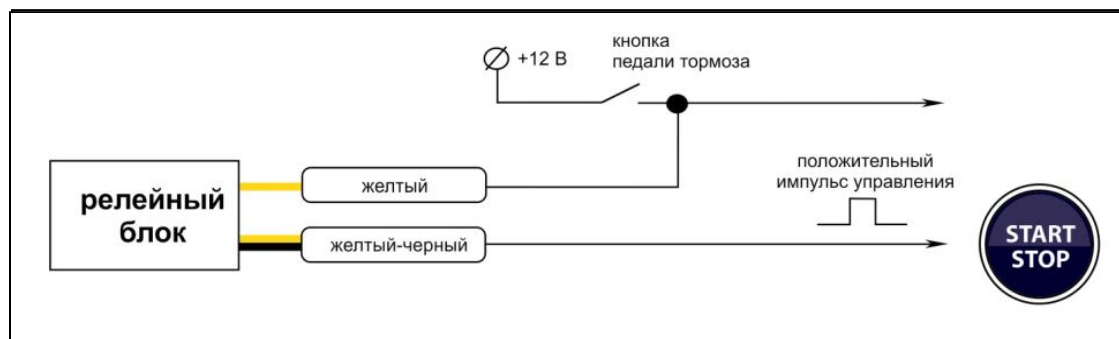 кнопка
+12 В
педали тормоза
положительный
импульс управления
желтый
релейный
блок
желтый-черный
START
STOP